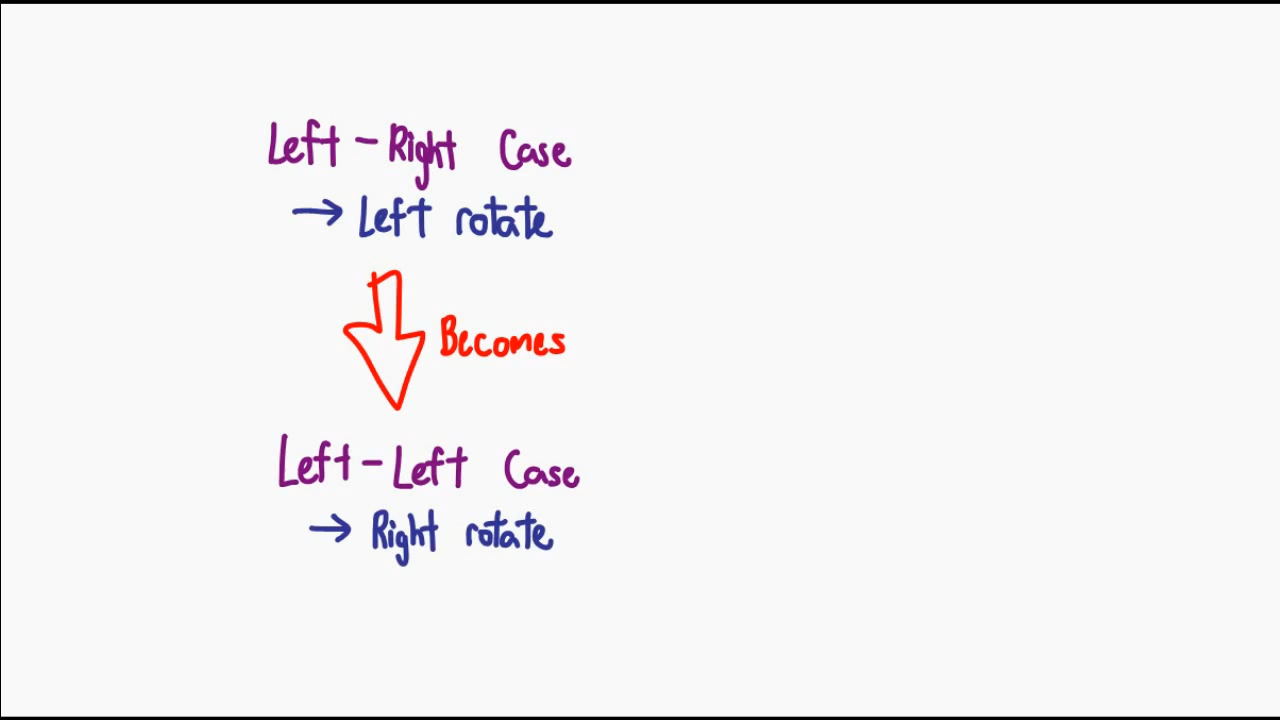 Left - Right Case
→ Left rotate
Becomes
Left - Left Case
→ Right rotate